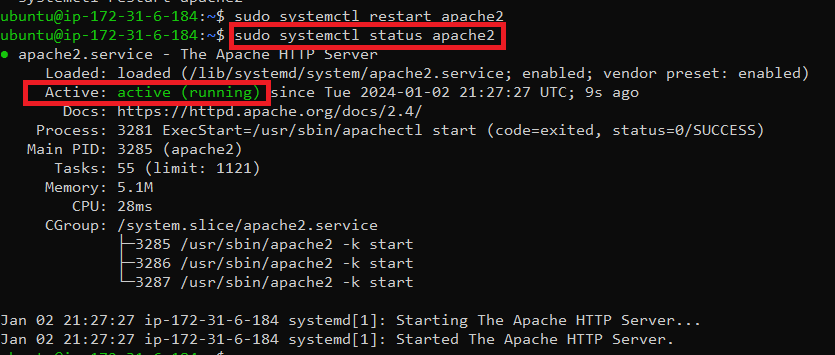 systemctl restart apache2
ubuntu@ip-172-31-6-184:~$ sudo systemctl restart apache2
ubuntu@ip-172-31-6-184:~$ sudo systemctl status apache2
● apache2.service - The Apache HTTP Server
Loaded: loaded (/lib/systemd/system/apache2.service; enabled; vendor preset: enabled)
Active: active (running) since Tue 2024-01-02 21:27:27 UTC; 9s ago
Docs: https://httpd.apache.org/docs/2.4/
Process: 3281 ExecStart=/usr/sbin/apachectl start (code=exited, status=0/SUCCESS)
Main PID: 3285 (apache2)
Tasks: 55 (limit: 1121)
Memory: 5.1M
CPU: 28ms
CGroup: /system.slice/apache2.service
├─3285 /usr/sbin/apache2 -k start
├─3286 /usr/sbin/apache2 -k start
└─3287 /usr/sbin/apache2 -k start
Jan 02 21:27:27 ip-172-31-6-184 systemd[1]: Starting The Apache HTTP Server...
Jan 02 21:27:27 ip-172-31-6-184 systemd[1]: Started The Apache HTTP Server.